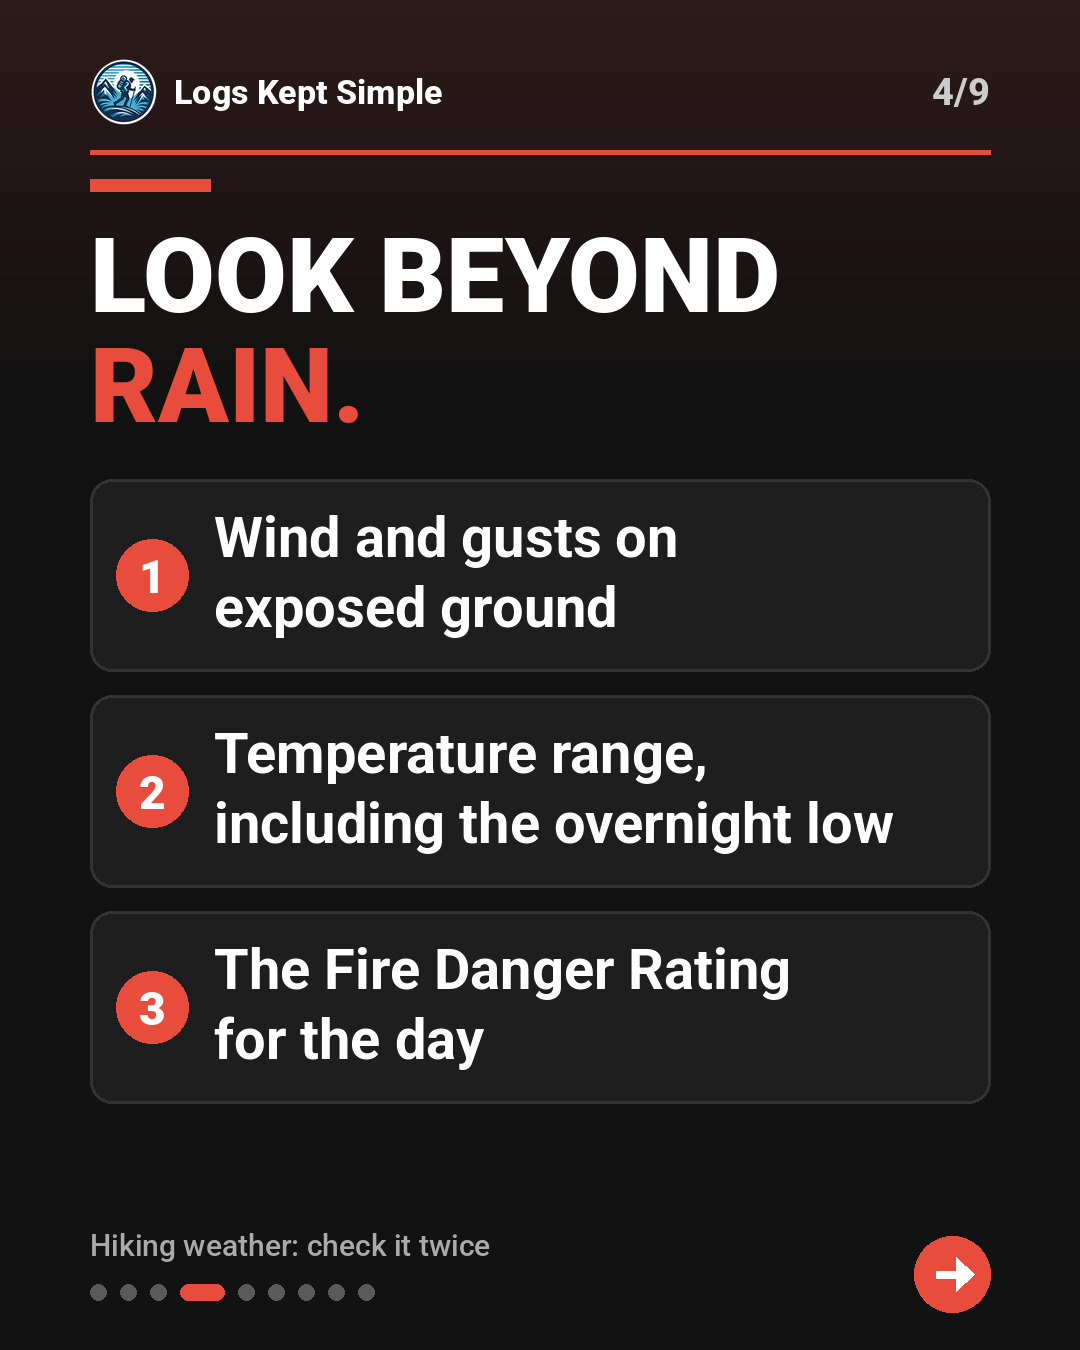 Logs Kept Simple
4/9
LOOK BEYOND
RAIN.
1
Wind and gusts on
exposed ground
2
Temperature range,
including the overnight low
3
The Fire Danger Rating
for the day
Hiking weather: check it twice